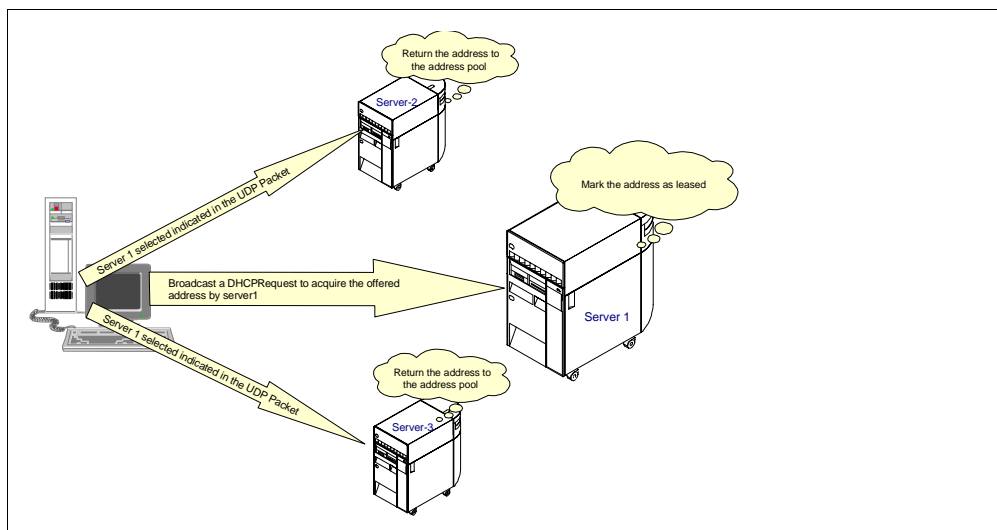 Return the address to
the address pool
Server-2
Mark the address as leased
Server 1 selected indicated in the UDP Packet
Broadcast a DHCPRequest to acquire the offered
address by server1
Server 1
Server 1 selected indicated in the UDP Packet
Return the address to
the address pool
Server-3